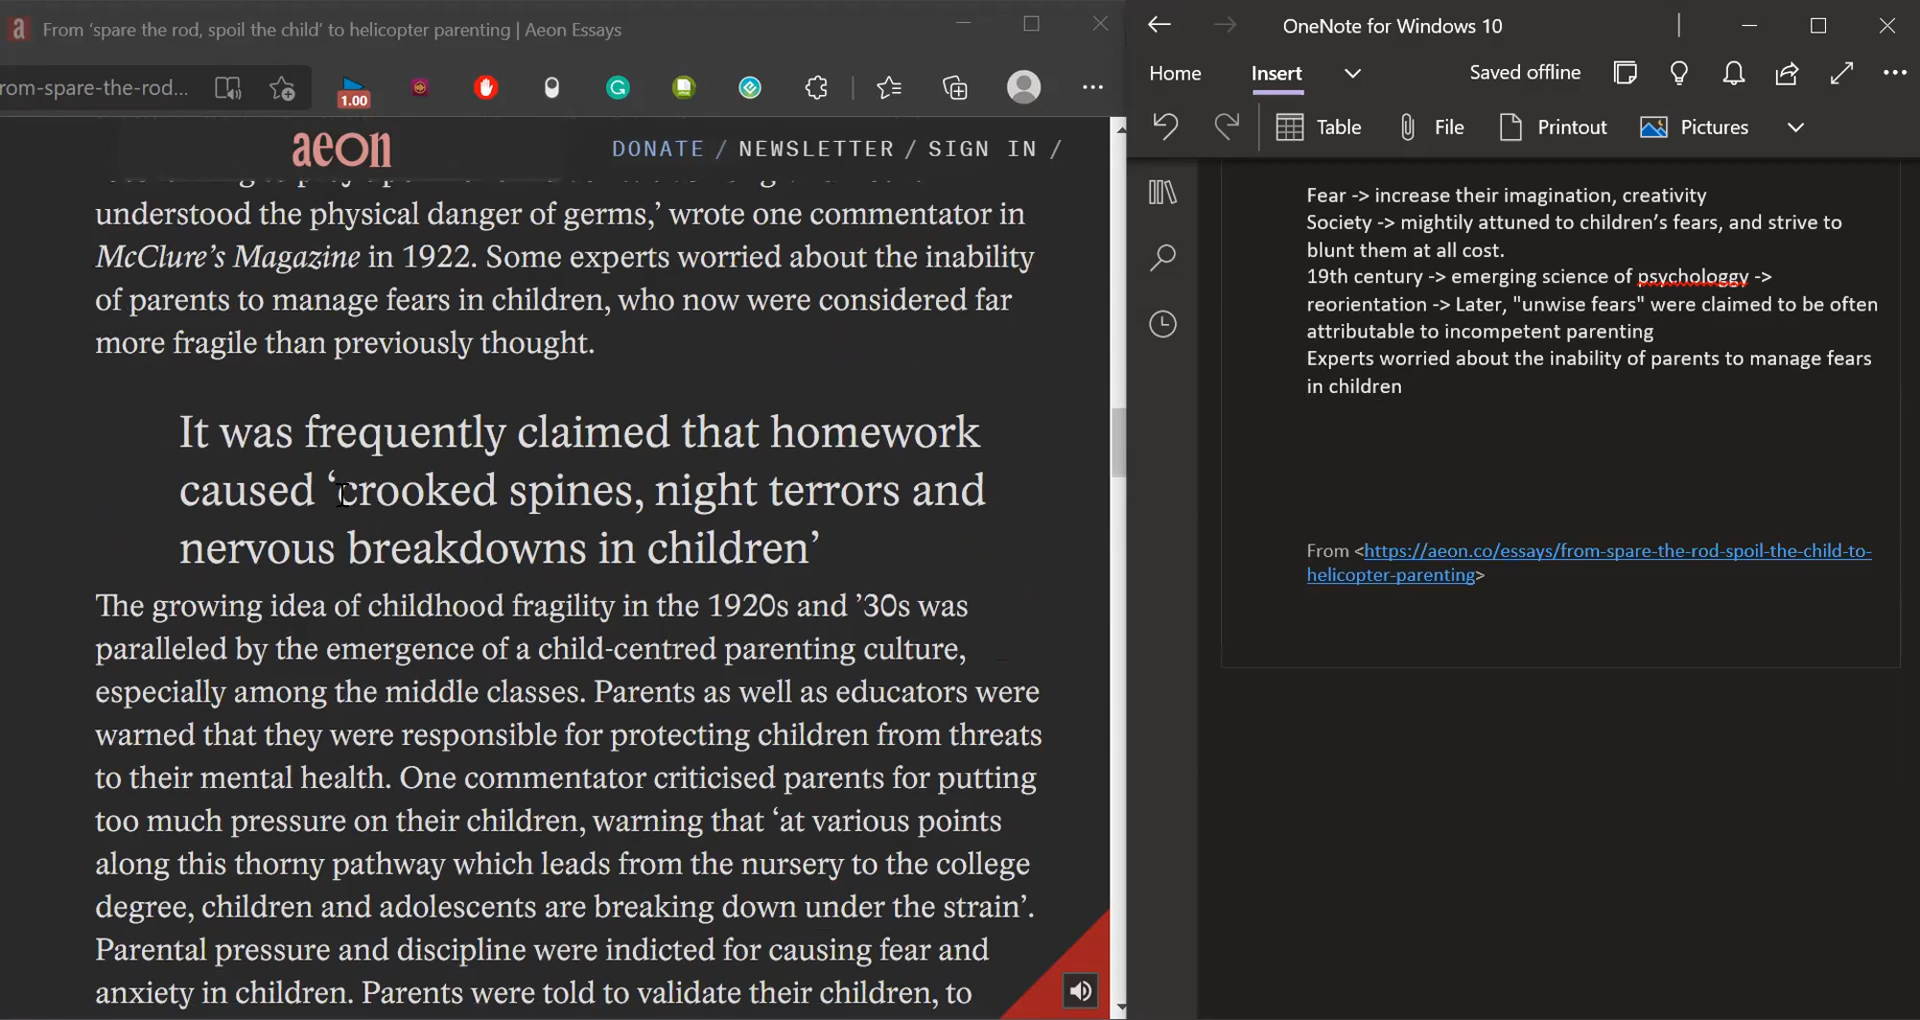 From ‘spare the rod, spoil the child’ to helicopter parenting | Aeon Essays
rom-spare-the-rod...
1.00
aeon
DONATE / NEWSLETTER / SIGN IN /
understood the physical danger of germs,’ wrote one commentator in
McClure’s Magazine in 1922. Some experts worried about the inability
of parents to manage fears in children, who now were considered far
more fragile than previously thought.
It was frequently claimed that homework
caused ‘crooked spines, night terrors and
nervous breakdowns in children’
The growing idea of childhood fragility in the 1920s and ’30s was
paralleled by the emergence of a child-centred parenting culture,
especially among the middle classes. Parents as well as educators were
warned that they were responsible for protecting children from threats
to their mental health. One commentator criticised parents for putting
too much pressure on their children, warning that ‘at various points
along this thorny pathway which leads from the nursery to the college
degree, children and adolescents are breaking down under the strain’.
Parental pressure and discipline were indicted for causing fear and
anxiety in children. Parents were told to validate their children, to
OneNote for Windows 10
Home
Insert
Saved offline
Table
File
Printout
Pictures
Fear -> increase their imagination, creativity
Society -> mightily attuned to children’s fears, and strive to
blunt them at all cost.
19th century -> emerging science of psychologgy ->
reorientation -> Later, "unwise fears" were claimed to be often
attributable to incompetent parenting
Experts worried about the inability of parents to manage fears
in children
From <https://aeon.co/essays/from-spare-the-rod-spoil-the-child-to-
helicopter-parenting>